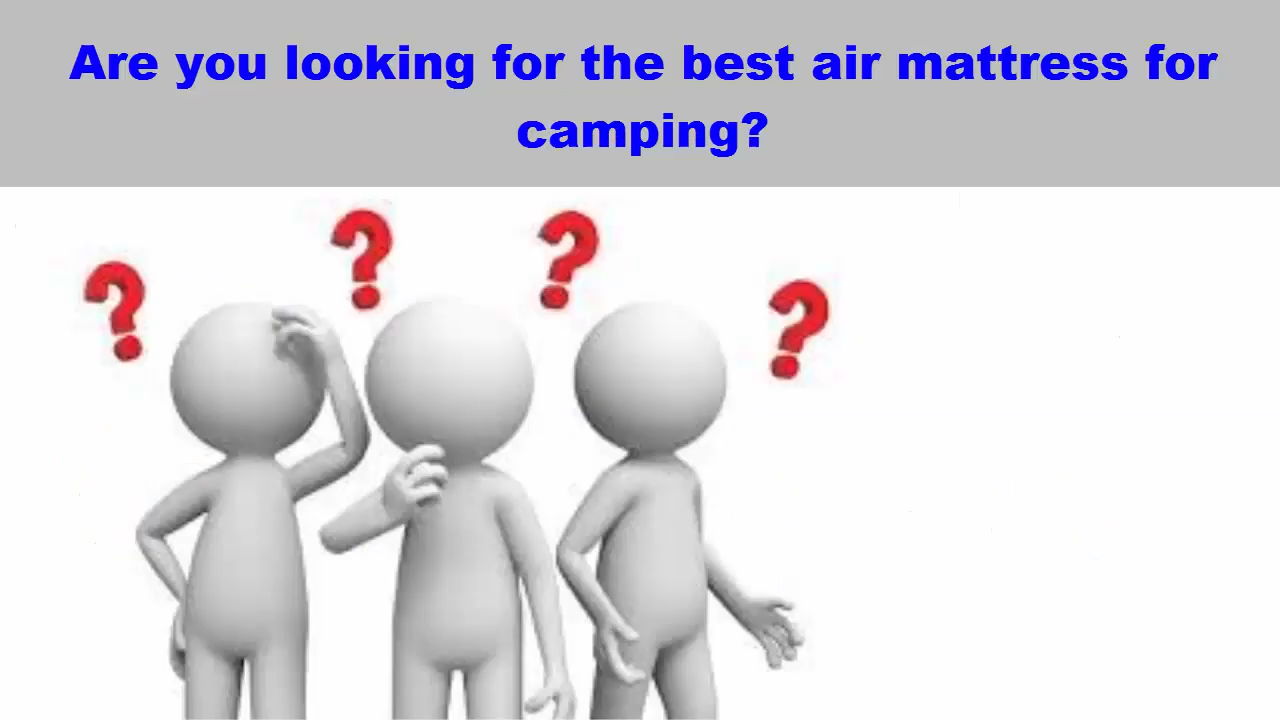 Are you looking for the best air mattress for
camping?
? ? ? ?